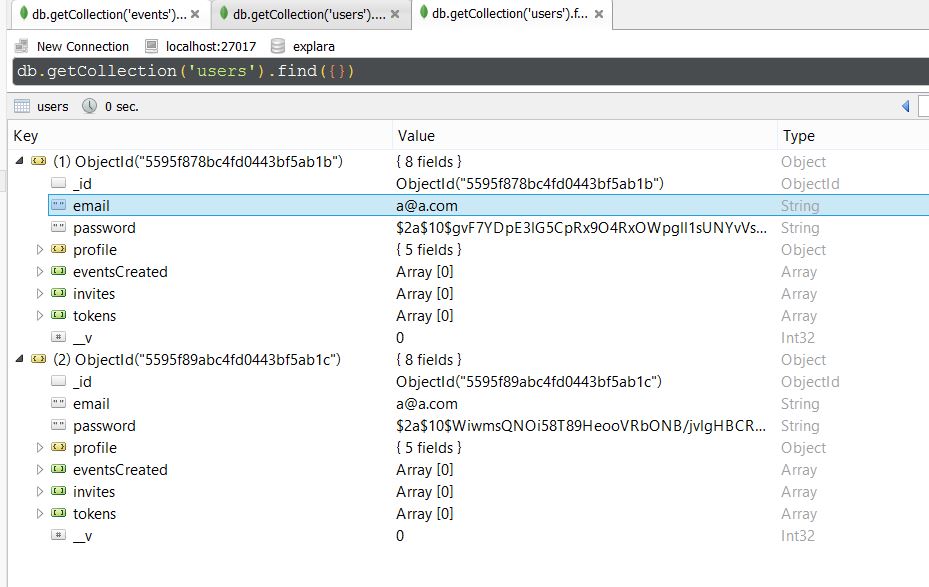 db.getCollection('events')... db.getCollection('users').... db.getCollection('users').f...
New Connection localhost:27017 explara
db.getCollection('users').find({})
users 0 sec.
Key Value Type
(1) ObjectId("5595f878bc4fd0443bf5ab1b") { 8 fields } Object
_id ObjectId("5595f878bc4fd0443bf5ab1b") ObjectId
email a@a.com String
password $2a$10$gvF7YDpE3IG5CpRx9O4RxOWpgII1sUNYvVs... String
profile { 5 fields } Object
eventsCreated Array [0] Array
invites Array [0] Array
tokens Array [0] Array
__v 0 Int32
(2) ObjectId("5595f89abc4fd0443bf5ab1c") { 8 fields } Object
_id ObjectId("5595f89abc4fd0443bf5ab1c") ObjectId
email a@a.com String
password $2a$10$WiwmsQNOi58T89HeooVRbONB/jvIgHBCR... String
profile { 5 fields } Object
eventsCreated Array [0] Array
invites Array [0] Array
tokens Array [0] Array
__v 0 Int32